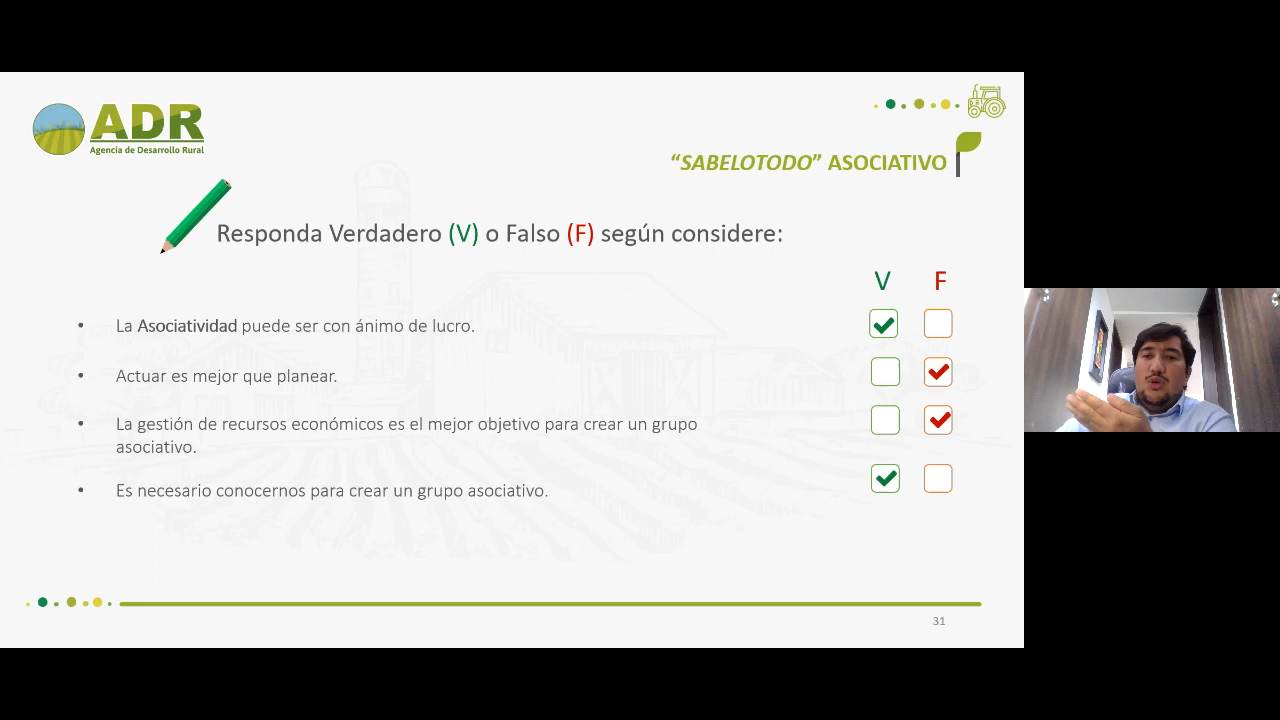 ADR
Agencia de Desarrollo Rural
“SABELOTODO” ASOCIATIVO
Responda Verdadero (V) o Falso (F) según considere:
V F
• La Asociatividad puede ser con ánimo de lucro.
• Actuar es mejor que planear.
• La gestión de recursos económicos es el mejor objetivo para crear un grupo
asociativo.
• Es necesario conocernos para crear un grupo asociativo.
31